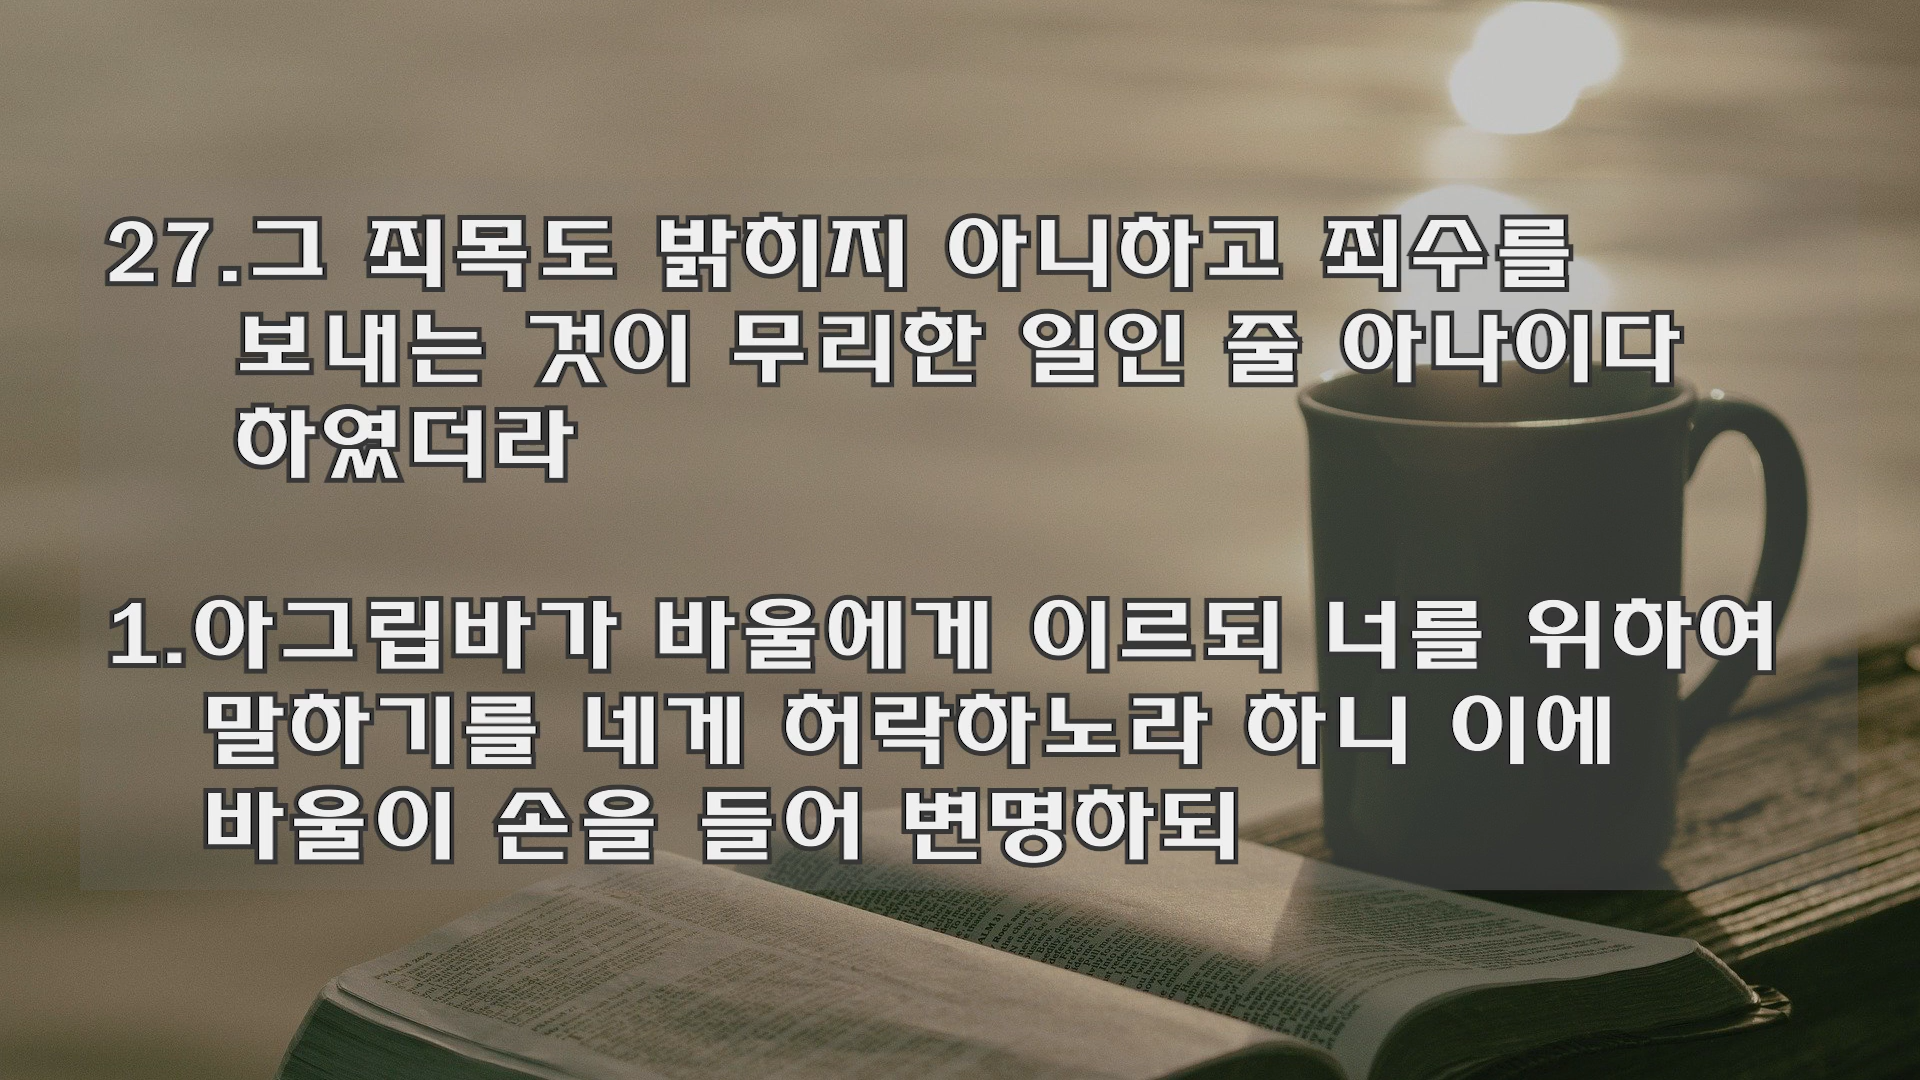 27.그 죄목도 밝히지 아니하고 죄수를
보내는 것이 무리한 일인 줄 아나이다
하였더라
1.아그립바가 바울에게 이르되 너를 위하여
말하기를 네게 허락하노라 하니 이에
바울이 손을 들어 변명하되